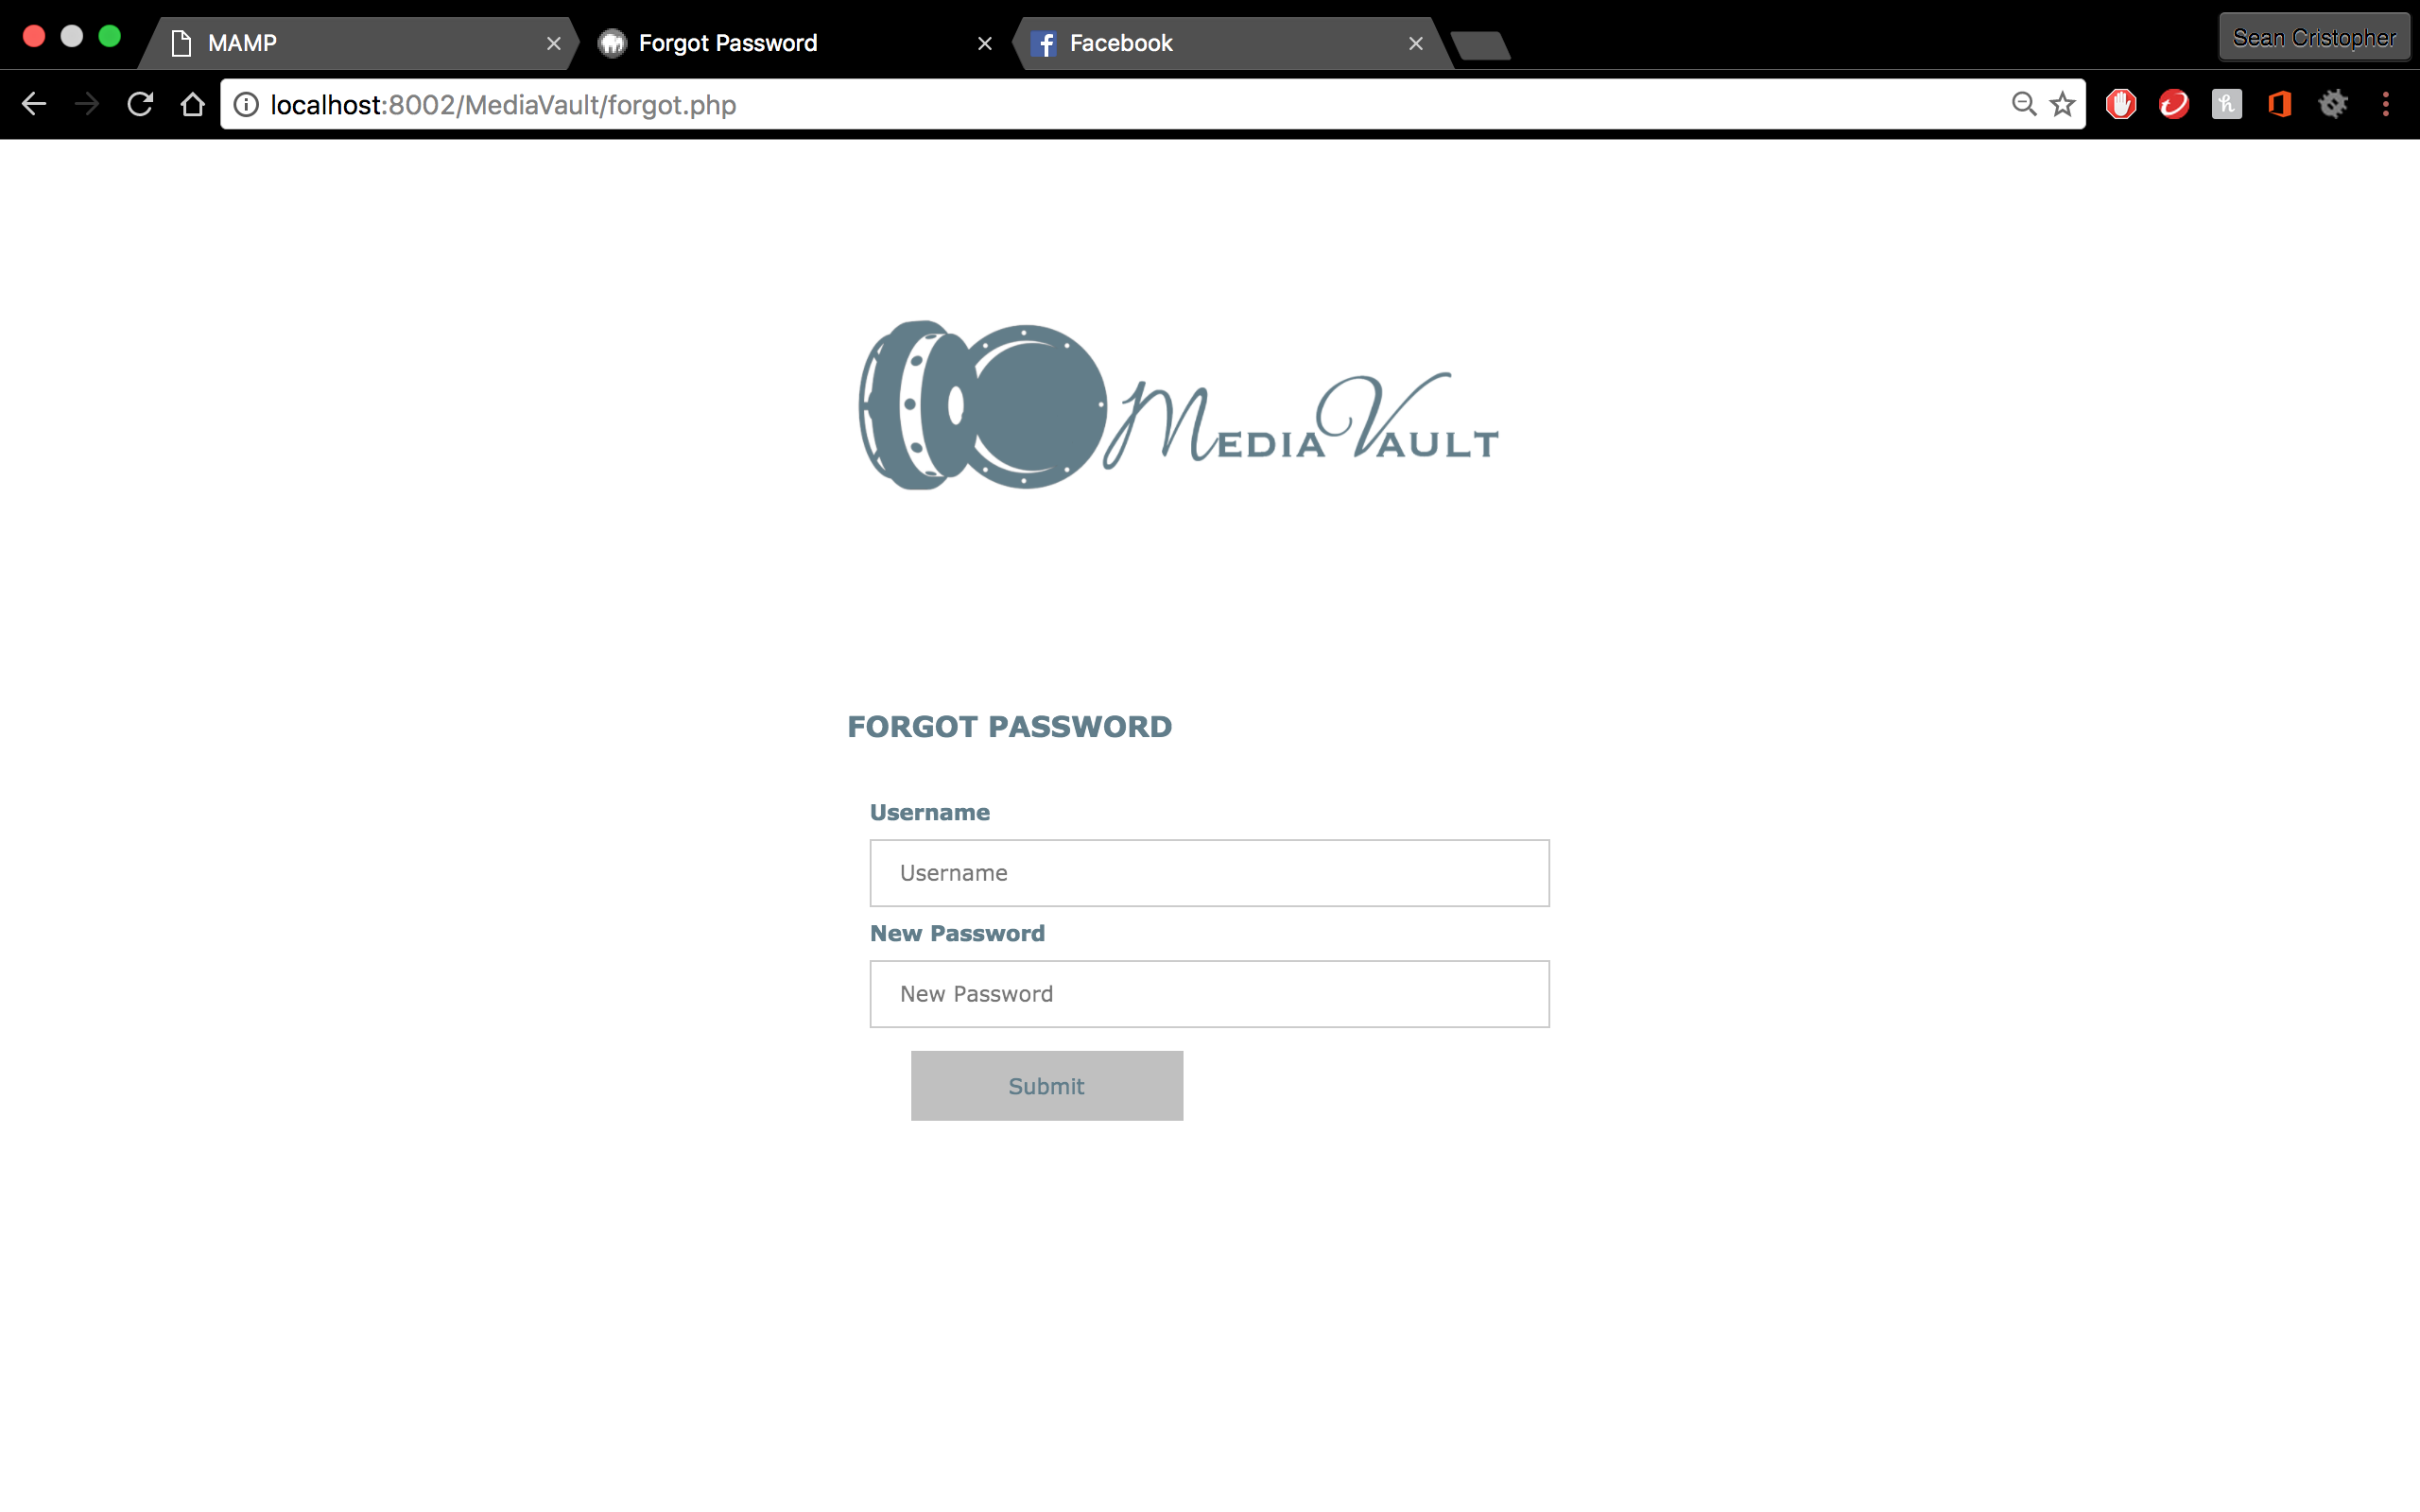 MAMP
Forgot Password
Facebook
Sean Cristopher
localhost:8002/MediaVault/forgot.php
MEDIAVAULT
FORGOT PASSWORD
Username
Username
New Password
New Password
Submit